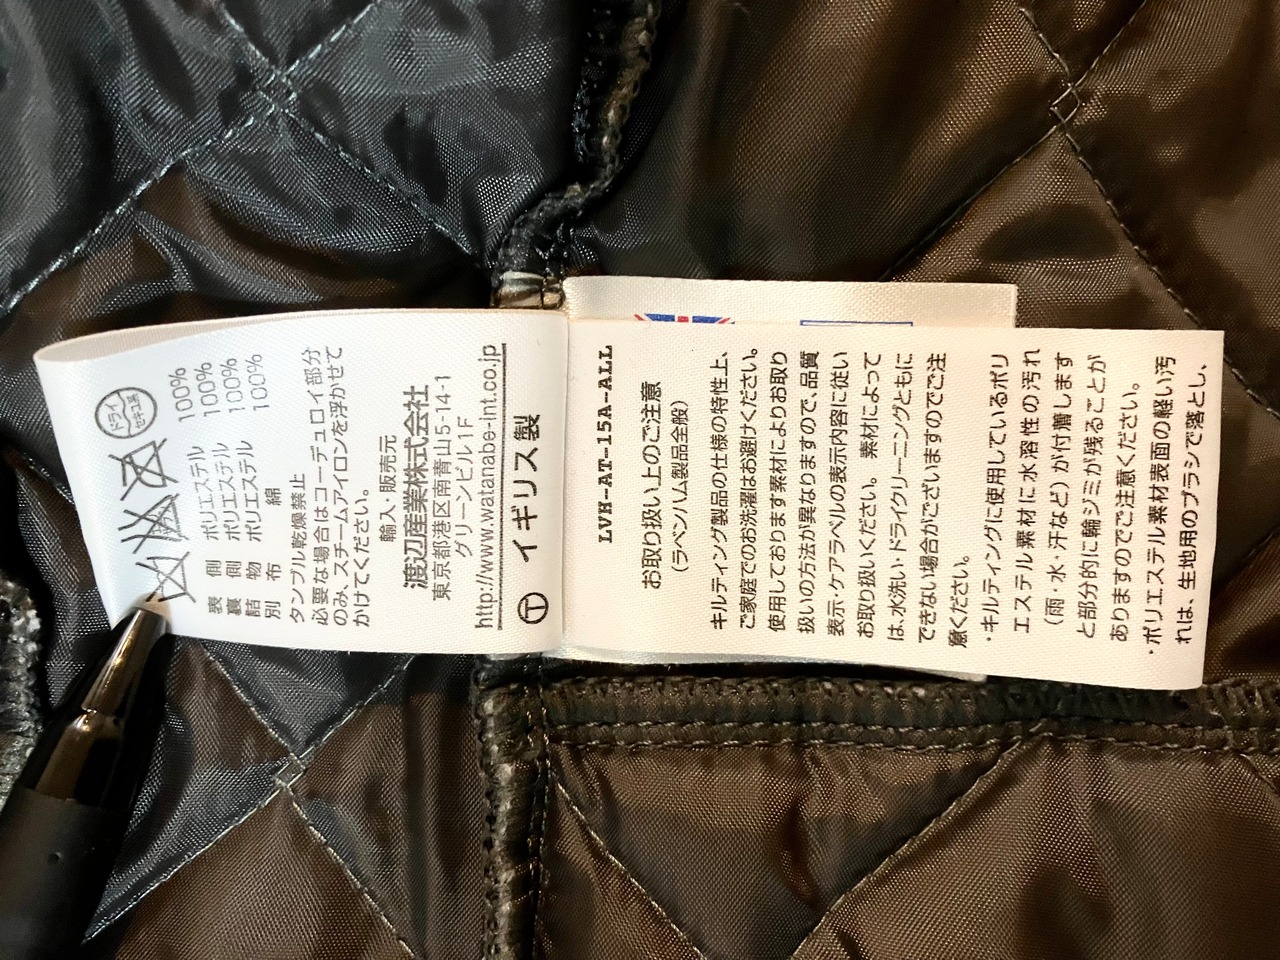 ドライ
セキユ系
表側 ポリエステル 100%
裏側 ポリエステル 100%
詰物 ポリエステル 100%
別布 綿 100%
タンブル乾燥禁止
必要な場合はコーデュロイ部分
のみ、スチームアイロンを浮かせて
かけてください。
輸入・販売元
渡辺産業株式会社
東京都港区南青山5-14-1
グリーンビル1F
http://www.watanabe-int.co.jp
Ⓣ イギリス製
LVH-AT-15A-ALL
お取り扱い上のご注意
(ラベンハム製品全般)
キルティング製品の仕様の特性上、
ご家庭でのお洗濯はお避けください。
使用しております素材によりお取り
扱いの方法が異なりますので、品質
表示・ケアラベルの表示内容に従い
お取り扱いください。素材によって
は、水洗い・ドライクリーニングともに
できない場合がございますのでご注
意ください。
・キルティングに使用しているポリ
エステル素材に水溶性の汚れ
(雨・水・汗など)が付着します
と部分的に輪シミが残ることが
ありますのでご注意ください。
・ポリエステル素材表面の軽い汚
れは、生地用のブラシで落とし、